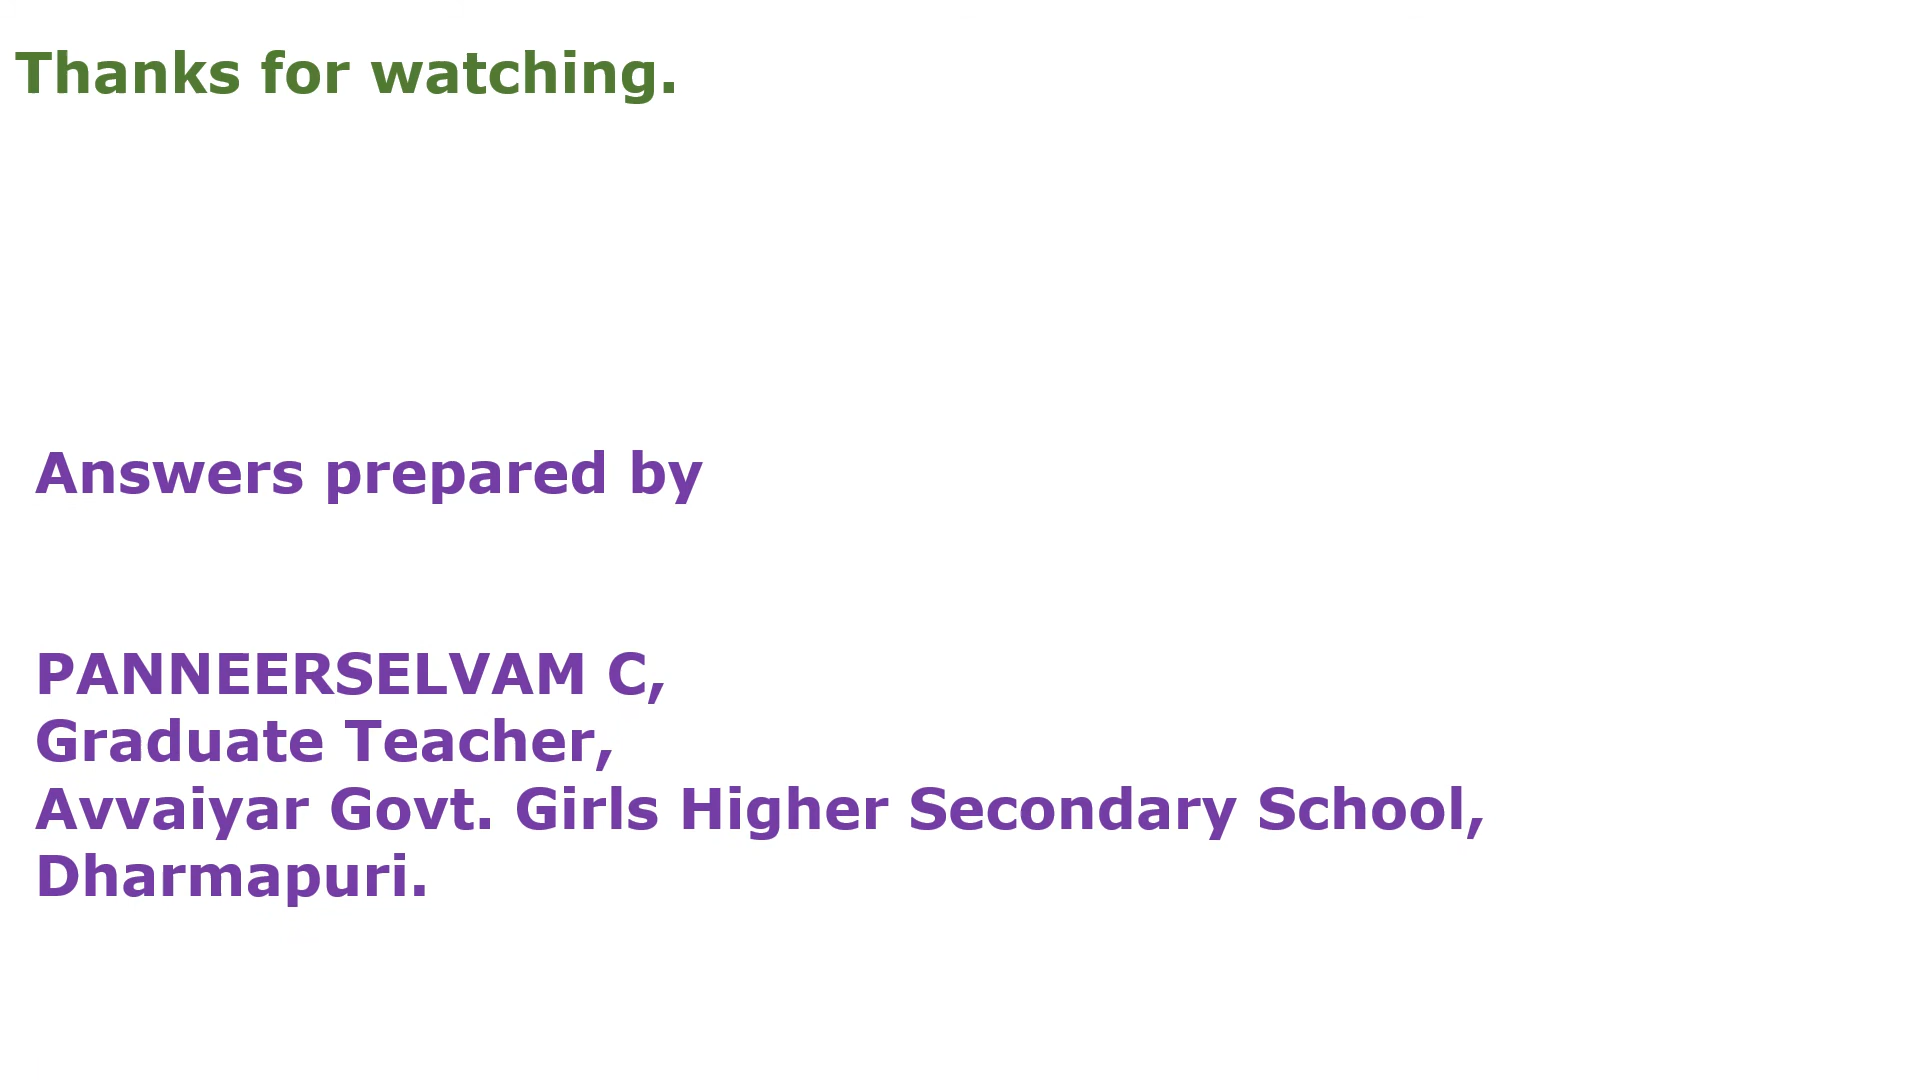 Thanks for watching.
Answers prepared by
PANNEERSELVAM C,
Graduate Teacher,
Avvaiyar Govt. Girls Higher Secondary School,
Dharmapuri.